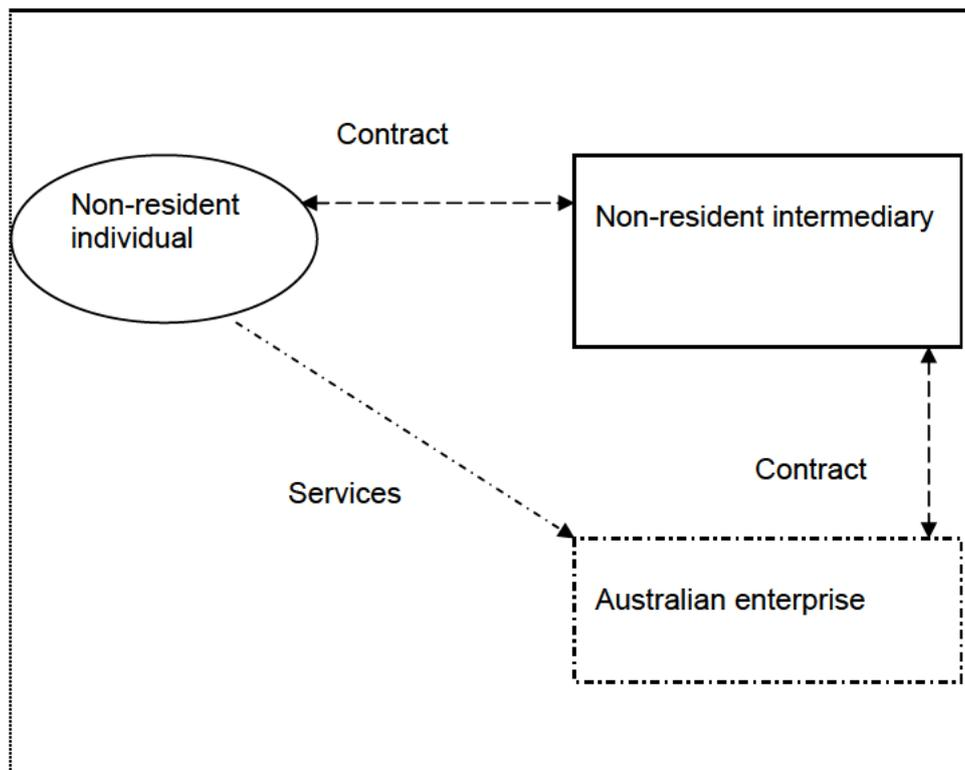 Contract
Non-resident
individual
Non-resident intermediary
Contract
Services
Australian enterprise